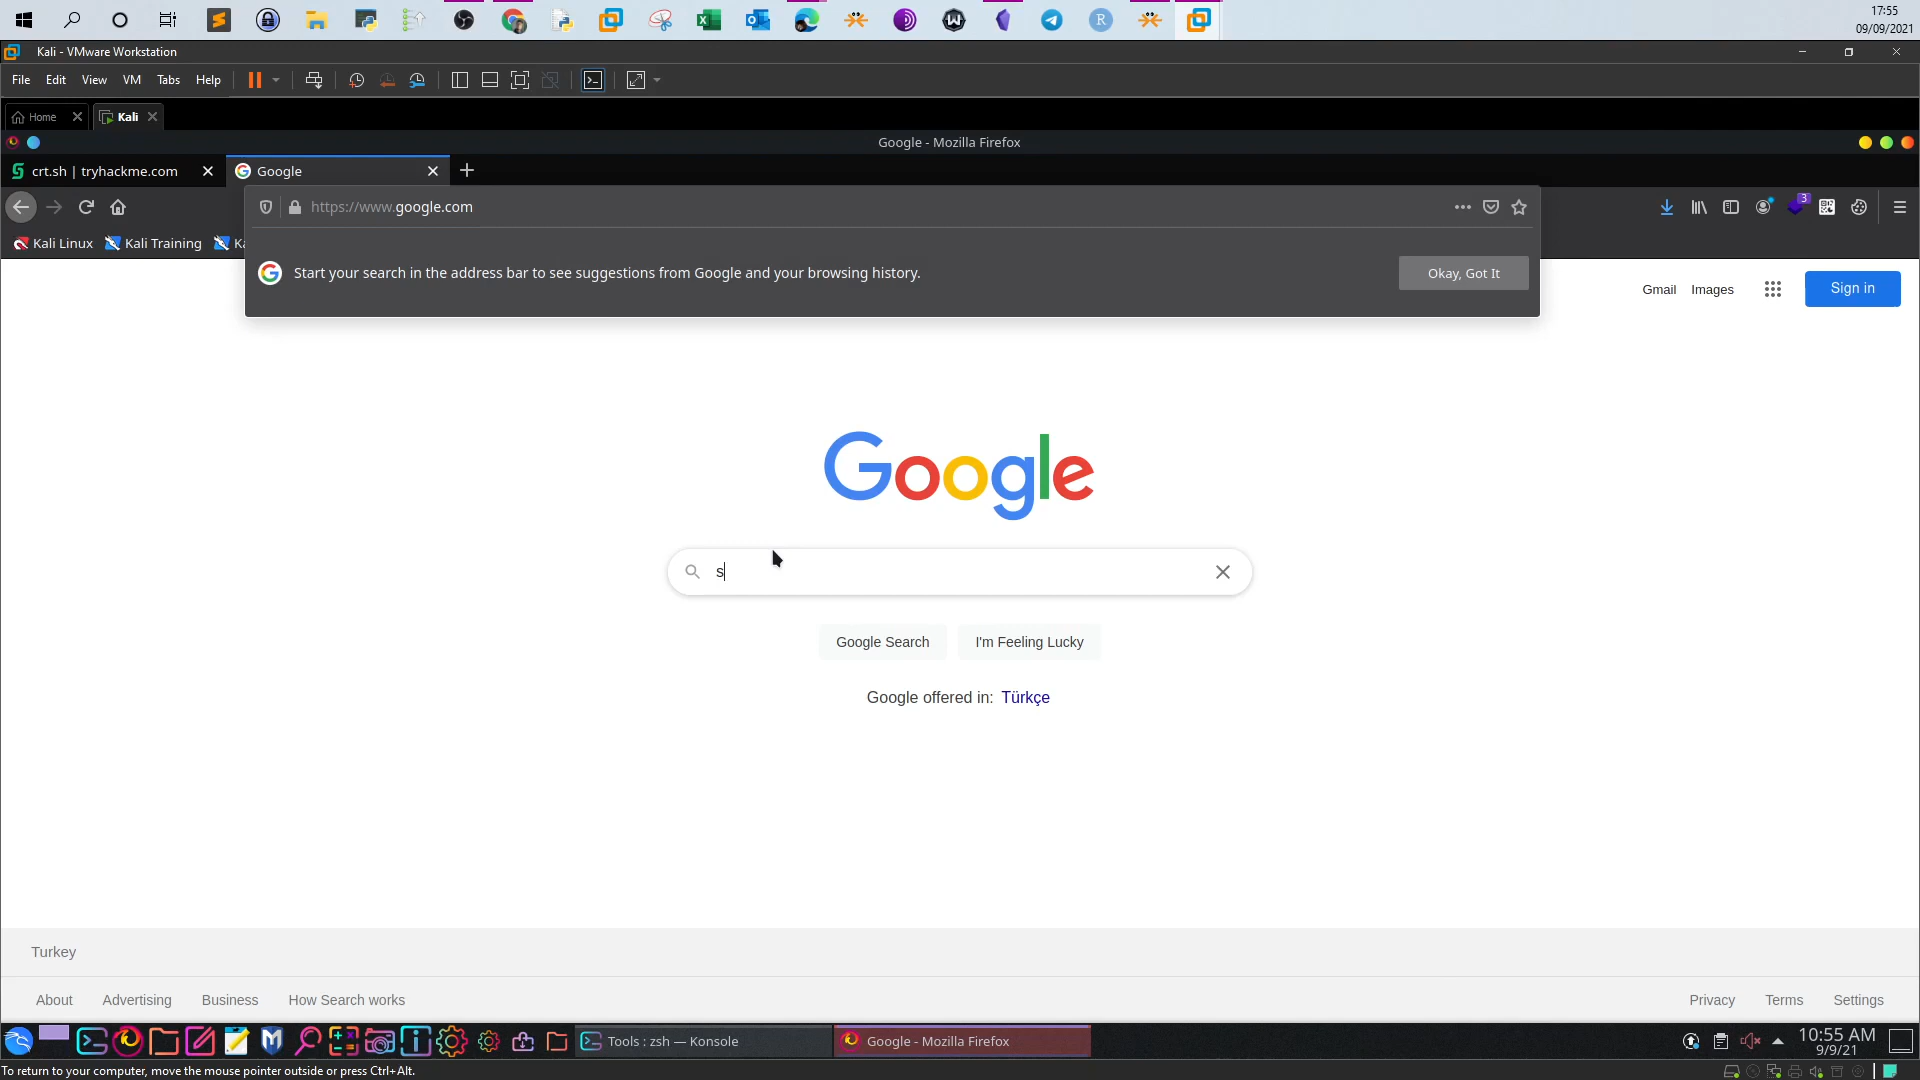 17:55
09/09/2021
Kali - VMware Workstation
File Edit View VM Tabs Help
Home
Kali
Google - Mozilla Firefox
crt.sh | tryhackme.com
Google
https://www.google.com
3
Kali Linux
Kali Training
Ka
Start your search in the address bar to see suggestions from Google and your browsing history.
Okay, Got It
Gmail Images
Sign in
Google
s
Google Search
I'm Feeling Lucky
Google offered in: Türkçe
Turkey
About Advertising Business How Search works
Privacy Terms Settings
Tools : zsh — Konsole
Google - Mozilla Firefox
10:55 AM
9/9/21
To return to your computer, move the mouse pointer outside or press Ctrl+Alt.